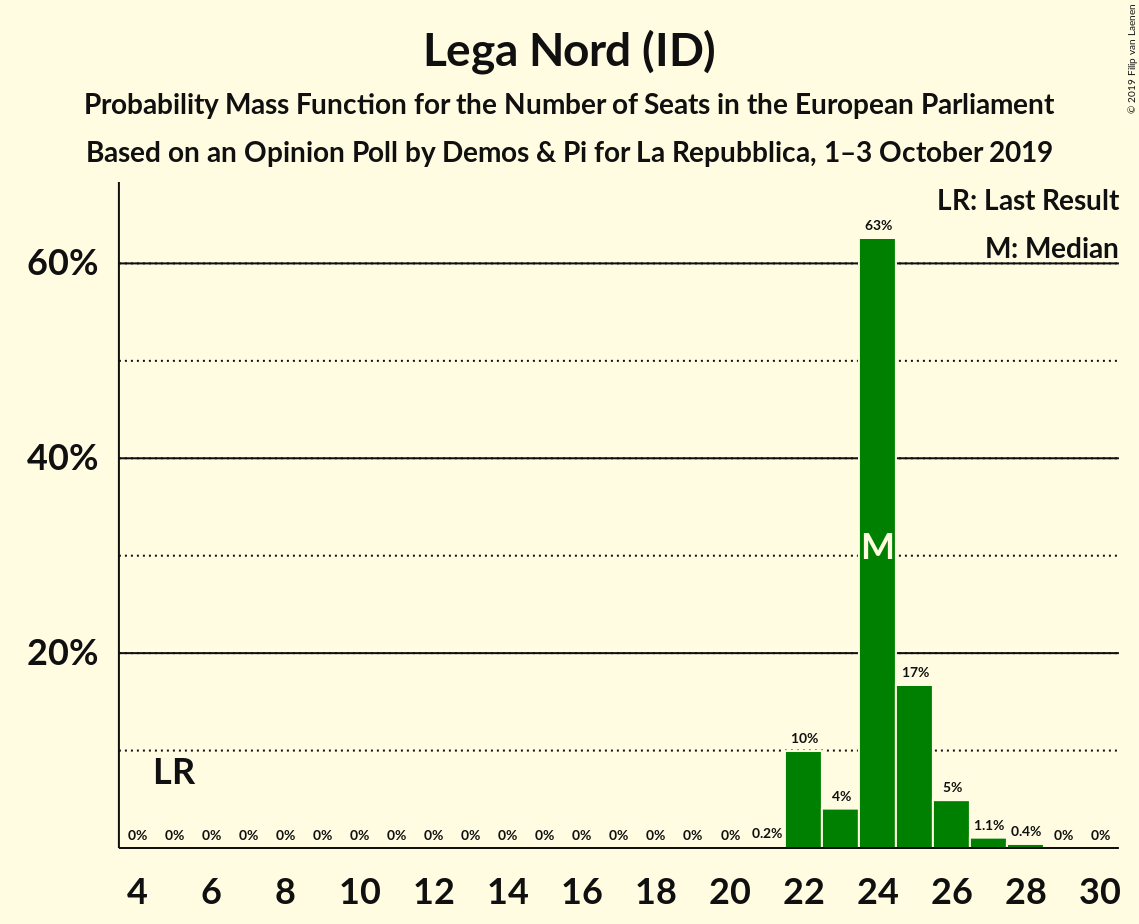 Lega Nord (ID)
Probability Mass Function for the Number of Seats in the European Parliament
Based on an Opinion Poll by Demos & Pi for La Repubblica, 1–3 October 2019
© 2019 Filip van Laenen
LR: Last Result
M: Median
63%
60%
40%
M
20%
17%
10%
LR
5%
4%
0% 0% 0% 0% 0% 0% 0% 0% 0% 0% 0% 0% 0% 0% 0% 0% 0% 0.2% 1.1% 0.4% 0% 0%
4 6 8 10 12 14 16 18 20 22 24 26 28 30